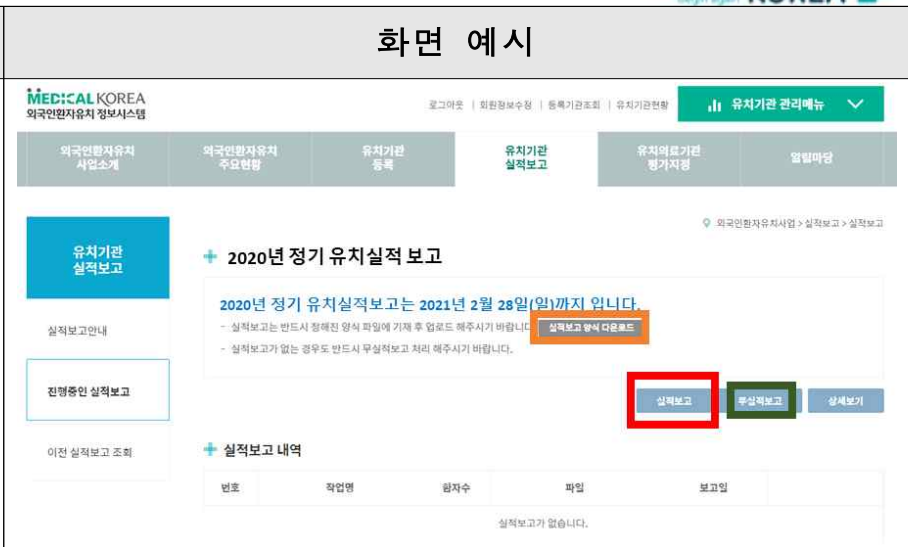 KOREA
화면 예시
MEDICAL KOREA
외국인환자유치 정보시스템
로그아웃 | 회원정보수정 | 등록기관조회 | 유치기관현황
유치기관 관리메뉴
외국인환자유치
사업소개
외국인환자유치
주요현황
유치기관
등록
유치기관
실적보고
유치의료기관
평가지정
알림마당
외국인환자유치사업 > 실적보고 > 실적보고
유치기관
실적보고
실적보고안내
진행중인 실적보고
이전 실적보고 조회
2020년 정기 유치실적 보고
2020년 정기 유치실적보고는 2021년 2월 28일(일)까지 입니다.
- 실적보고는 반드시 정해진 양식 파일에 기재 후 업로드 해주시기 바랍니다 실적보고 양식 다운로드
- 실적보고가 없는 경우도 반드시 무실적보고 처리 해주시기 바랍니다.
실적보고 무실적보고 상세보기
실적보고 내역
번호 작업명 환자수 파일 보고일
실적보고가 없습니다.